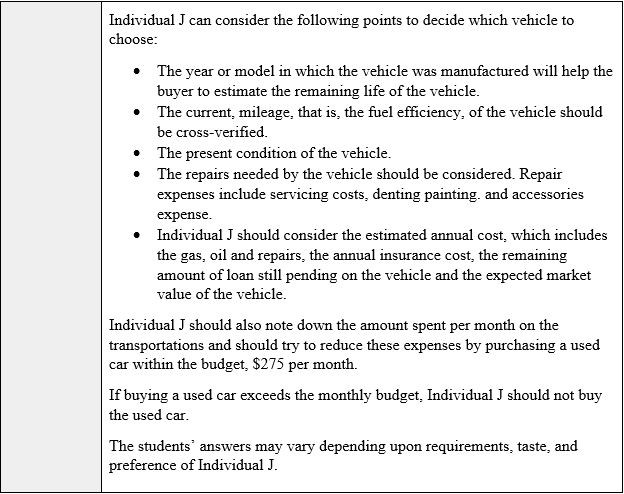 Individual J can consider the following points to decide which vehicle to
choose:
• The year or model in which the vehicle was manufactured will help the
buyer to estimate the remaining life of the vehicle.
• The current, mileage, that is, the fuel efficiency, of the vehicle should
be cross-verified.
• The present condition of the vehicle.
• The repairs needed by the vehicle should be considered. Repair
expenses include servicing costs, denting painting. and accessories
expense.
• Individual J should consider the estimated annual cost, which includes
the gas, oil and repairs, the annual insurance cost, the remaining
amount of loan still pending on the vehicle and the expected market
value of the vehicle.
Individual J should also note down the amount spent per month on the
transportations and should try to reduce these expenses by purchasing a used
car within the budget, $275 per month.
If buying a used car exceeds the monthly budget, Individual J should not buy
the used car.
The students’ answers may vary depending upon requirements, taste, and
preference of Individual J.